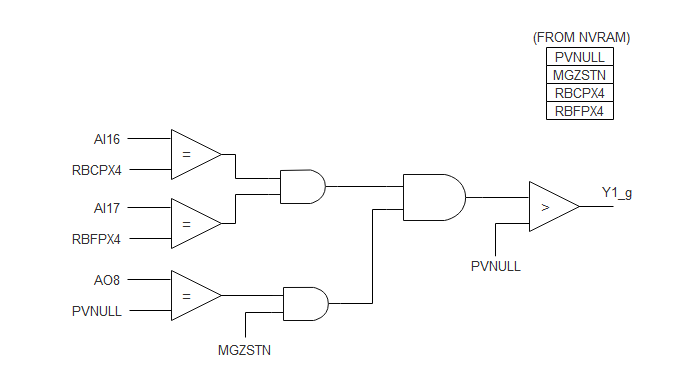 (FROM NVRAM)
PVNULL
MGZSTN
RBCPX4
RBFPX4
AI16
=
RBCPX4
AI17
=
RBFPX4
Y1_g
>
PVNULL
AO8
=
PVNULL
MGZSTN